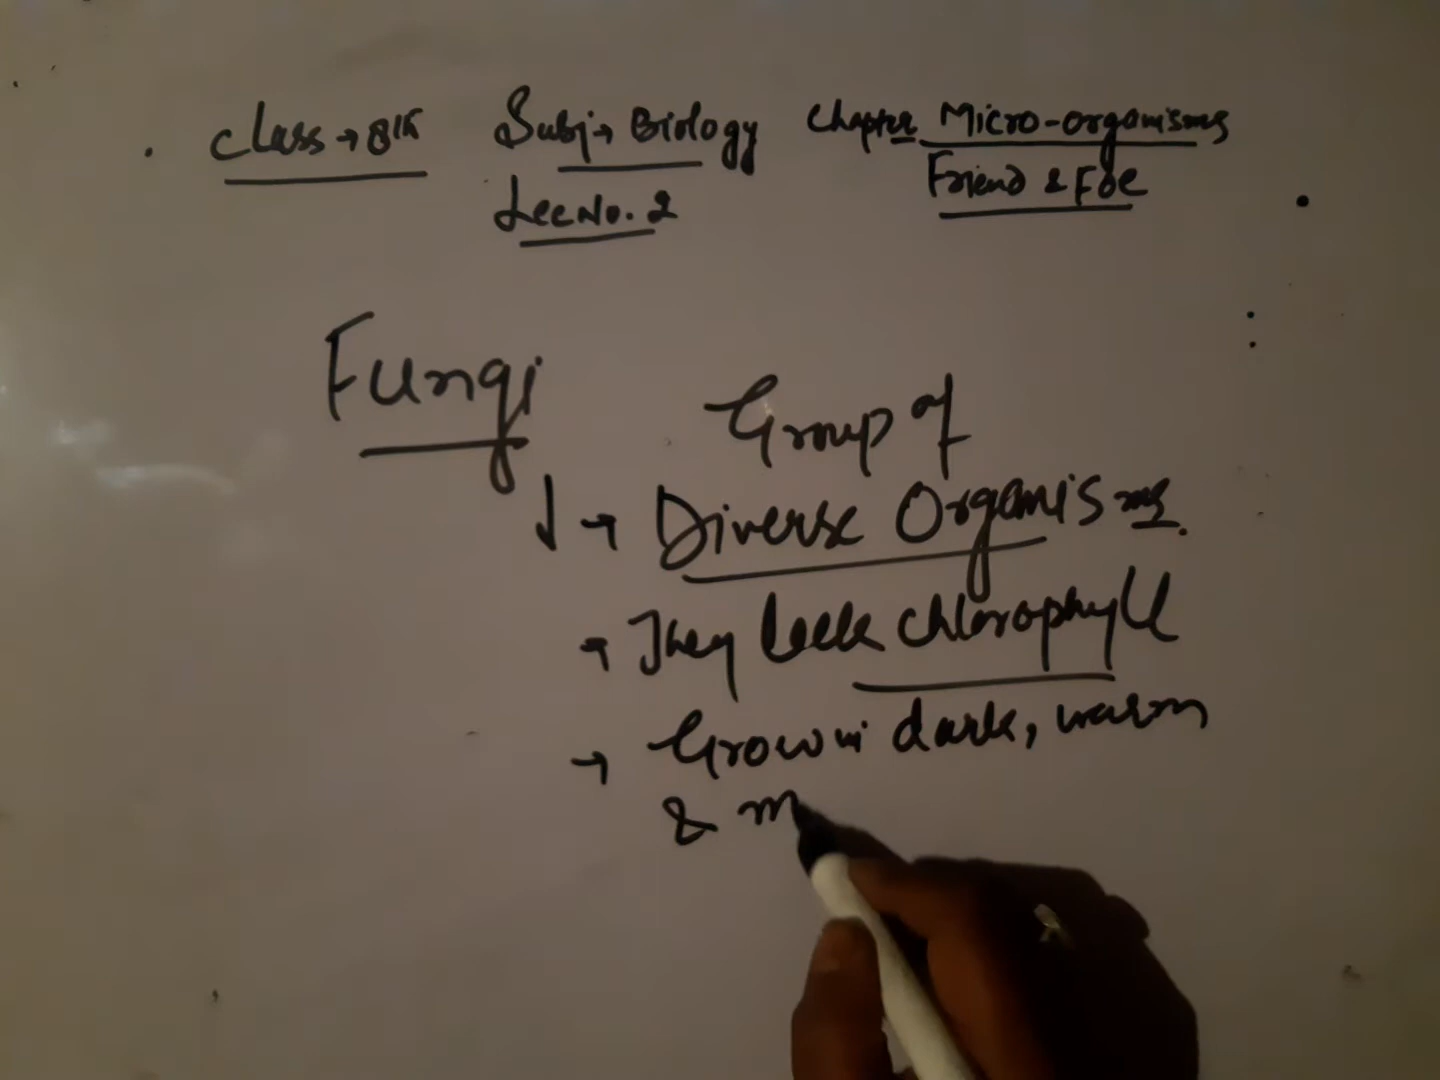 Class → 8th Subj → Biology Chapter Micro-organisms
Lec No. 2 Friend & Foe
Fungi
Group of
↓ → Diverse Organisms.
→ They lack chlorophyll
→ Grow in dark, warm
& m